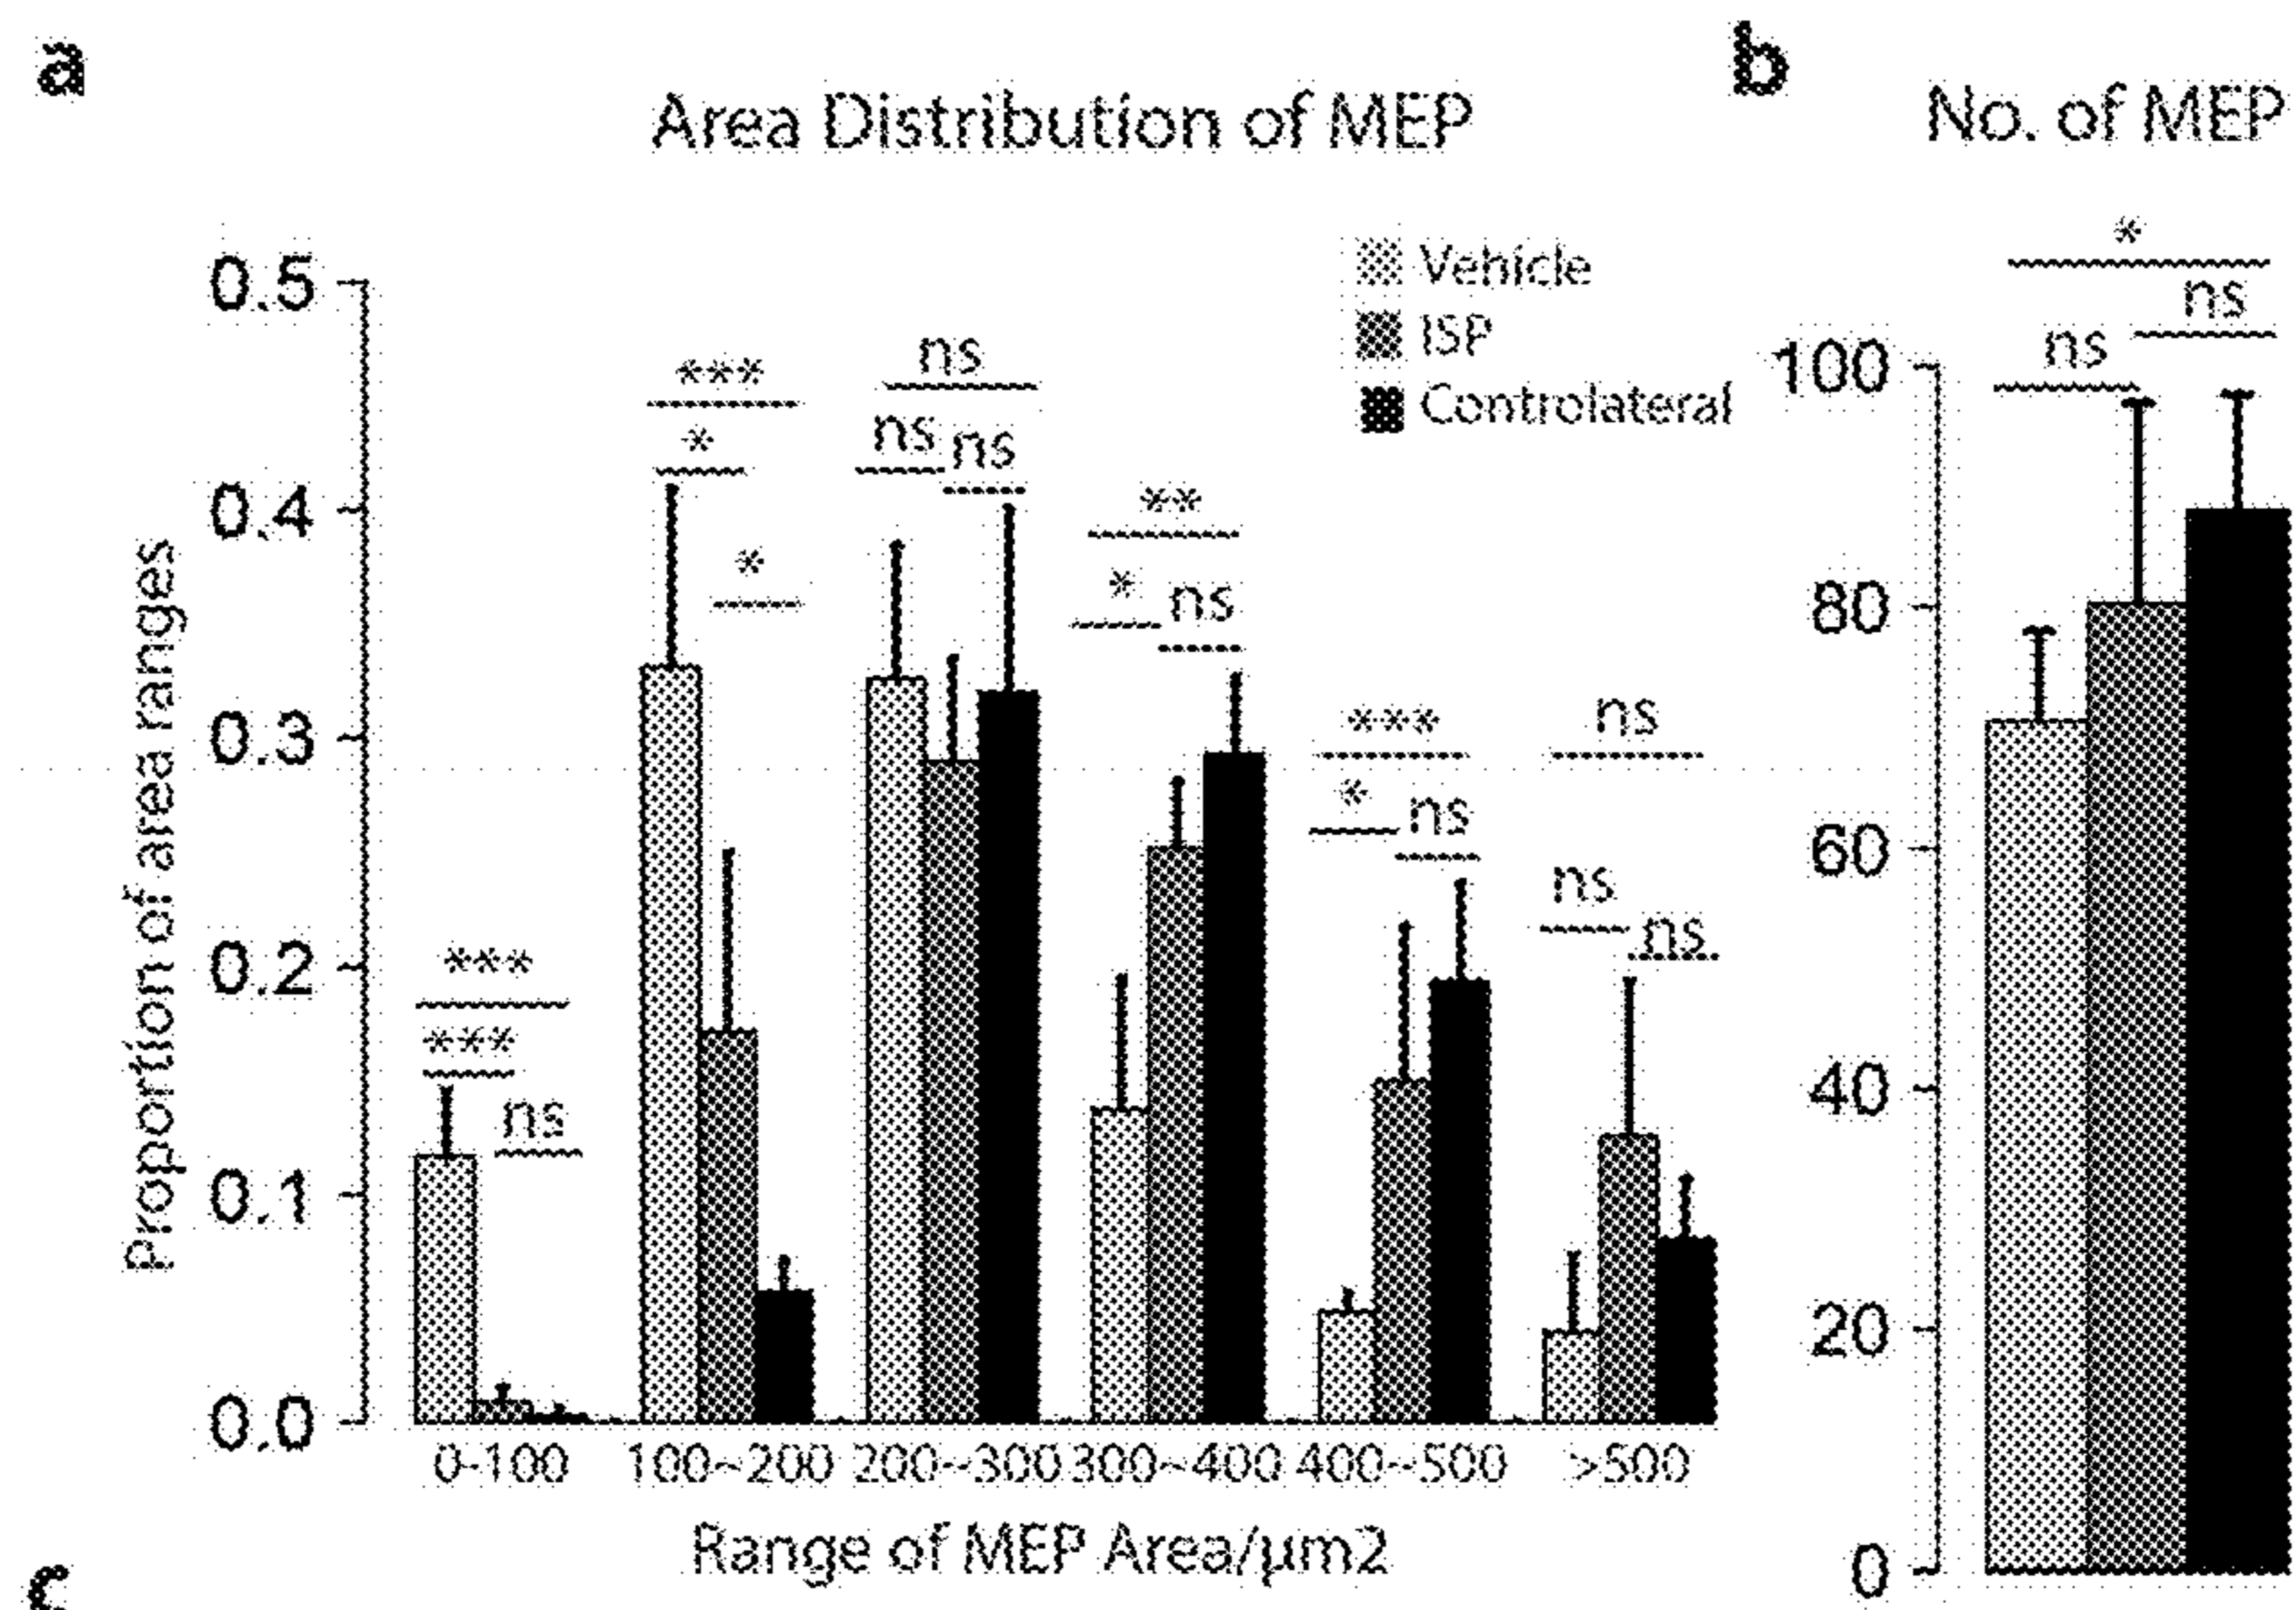 a
Area Distribution of MEP
Vehicle
ISP
Controlateral
Proportion of area ranges
0.5
0.4
0.3
0.2
0.1
0.0
***
***
ns
***
*
*
ns
ns
ns
**
*
ns
***
*
ns
ns
ns
ns
0-100
100~200
200~300
300~400
400~500
>500
Range of MEP Area/μm2
b
No. of MEP
*
ns
ns
100
80
60
40
20
0
c